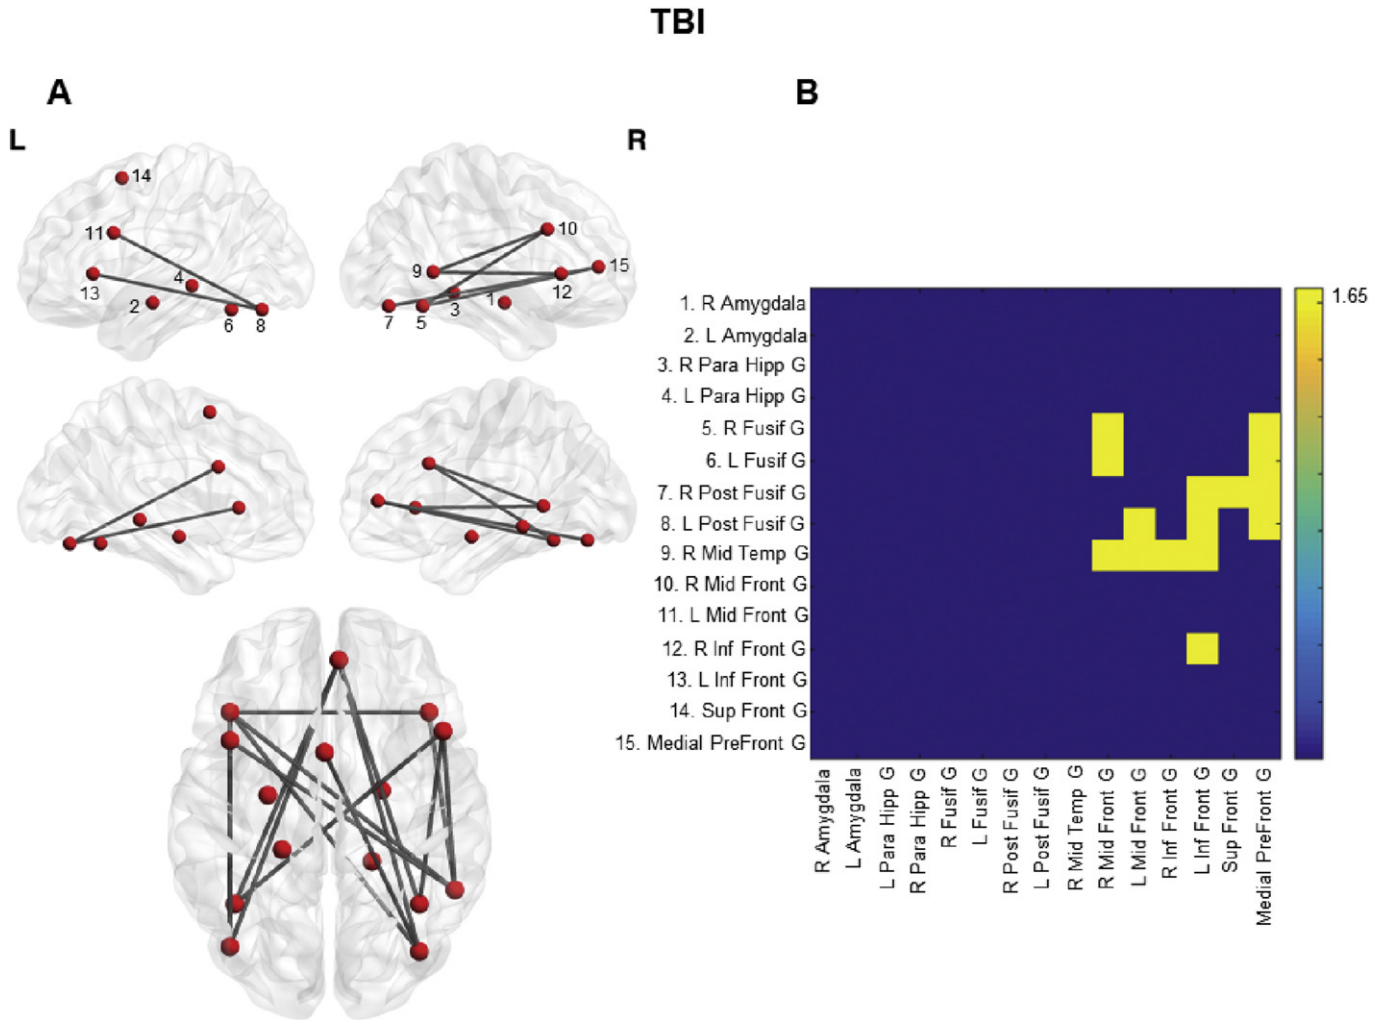 TBI
A
B
L
R
14
11
4
13
2
6
8
10
9
15
12
3
1
7
5
1.65
1. R Amygdala
2. L Amygdala
3. R Para Hipp G
4. L Para Hipp G
5. R Fusif G
6. L Fusif G
7. R Post Fusif G
8. L Post Fusif G
9. R Mid Temp G
10. R Mid Front G
11. L Mid Front G
12. R Inf Front G
13. L Inf Front G
14. Sup Front G
15. Medial PreFront G
R Amygdala
L Amygdala
L Para Hipp G
R Para Hipp G
R Fusif G
L Fusif G
R Post Fusif G
L Post Fusif G
R Mid Temp G
R Mid Front G
L Mid Front G
R Inf Front G
L Inf Front G
Sup Front G
Medial PreFront G